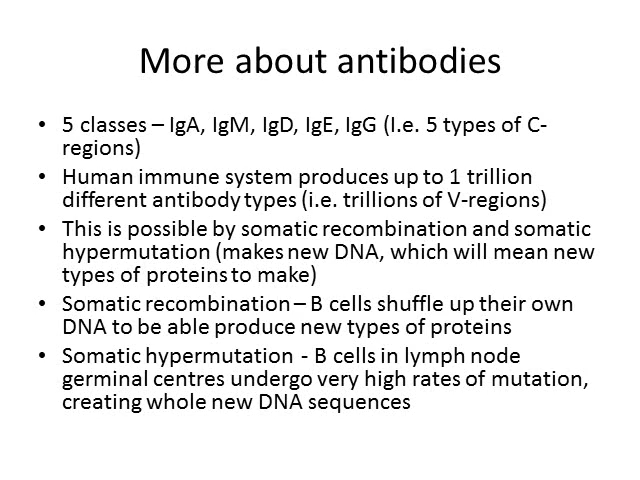 More about antibodies
• 5 classes – IgA, IgM, IgD, IgE, IgG (I.e. 5 types of C-
regions)
• Human immune system produces up to 1 trillion
different antibody types (i.e. trillions of V-regions)
• This is possible by somatic recombination and somatic
hypermutation (makes new DNA, which will mean new
types of proteins to make)
• Somatic recombination – B cells shuffle up their own
DNA to be able produce new types of proteins
• Somatic hypermutation - B cells in lymph node
germinal centres undergo very high rates of mutation,
creating whole new DNA sequences